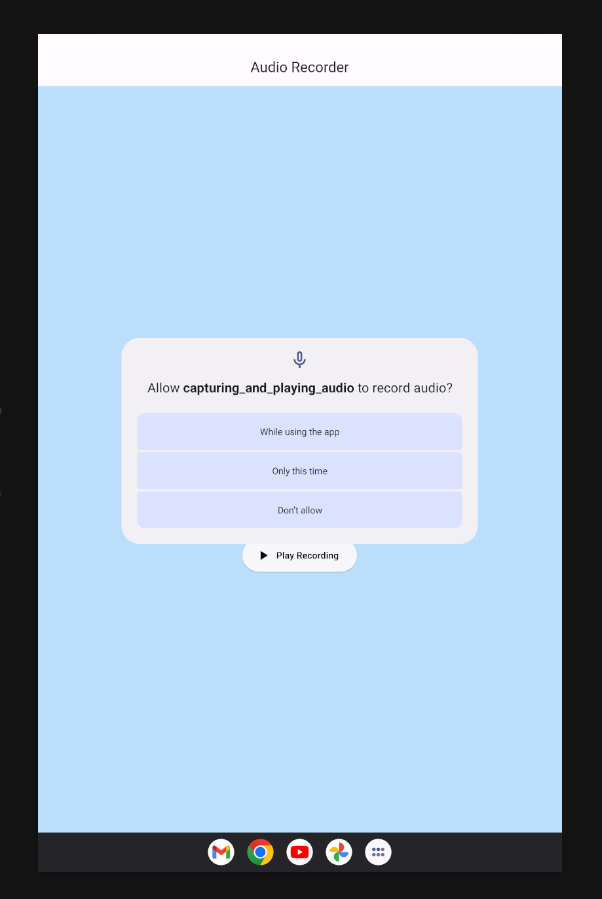 Audio Recorder
Allow capturing_and_playing_audio to record audio?
While using the app
Only this time
Don't allow
Play Recording